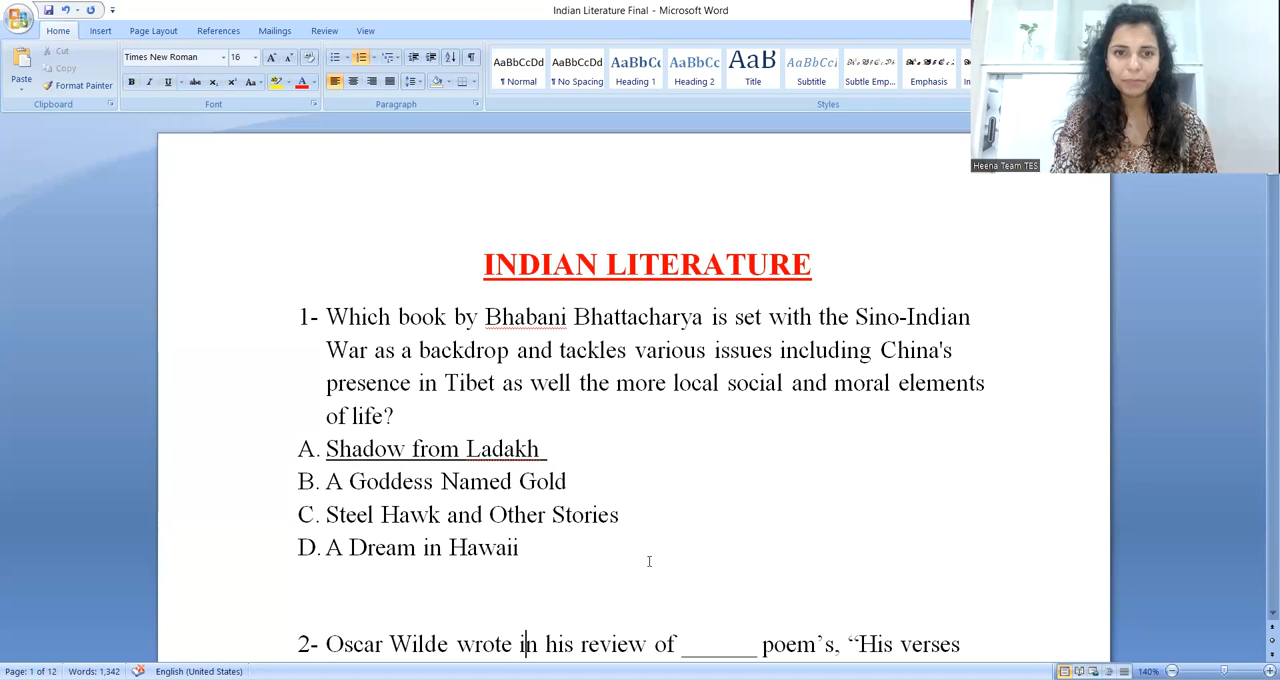 Indian Literature Final - Microsoft Word
Home Insert Page Layout References Mailings Review View
Paste
Cut
Copy
Format Painter
Clipboard
Times New Roman 16
Font
Paragraph
AaBbCcDd AaBbCcDd AaBbCc AaBbCc AaB AaBbCcI AaBbCcD AaBbCcD
¶ Normal ¶ No Spacing Heading 1 Heading 2 Title Subtitle Subtle Emp... Emphasis
Styles
Heena Team TES
INDIAN LITERATURE
1- Which book by Bhabani Bhattacharya is set with the Sino-Indian
War as a backdrop and tackles various issues including China's
presence in Tibet as well the more local social and moral elements
of life?
A. Shadow from Ladakh
B. A Goddess Named Gold
C. Steel Hawk and Other Stories
D. A Dream in Hawaii
2- Oscar Wilde wrote in his review of ______ poem’s, “His verses
Page: 1 of 12 Words: 1,342 English (United States) 140%